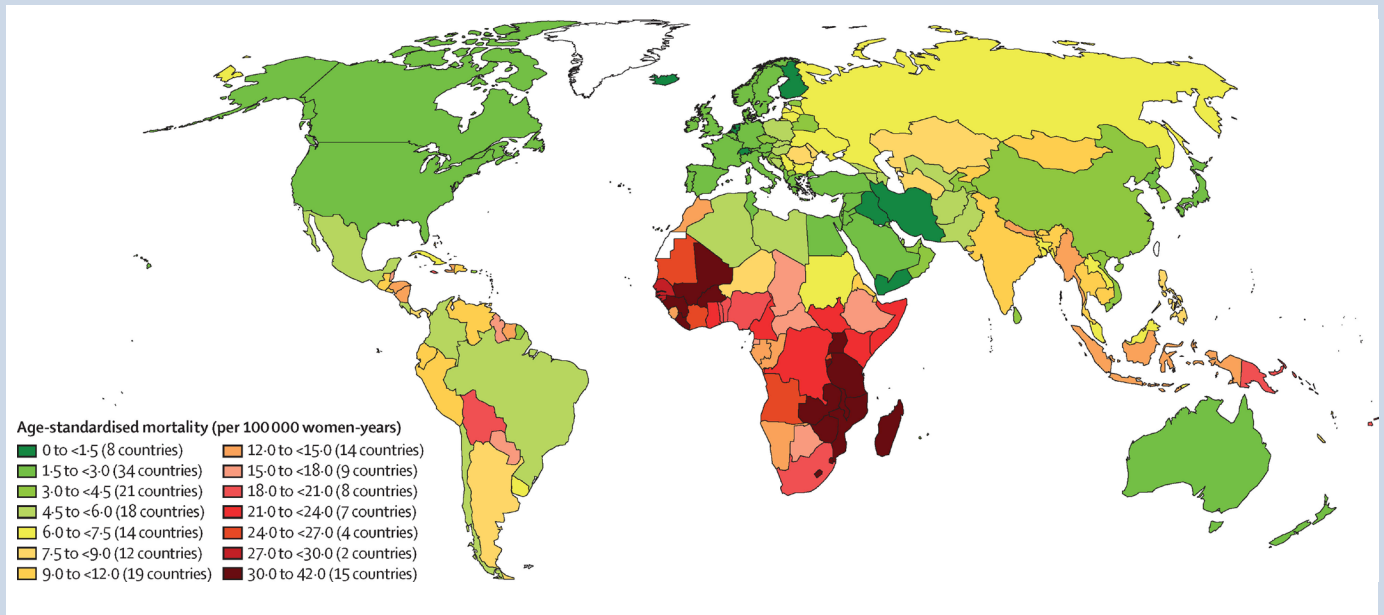 Age-standardised mortality (per 100 000 women-years)
0 to <1·5 (8 countries)
1·5 to <3·0 (34 countries)
3·0 to <4·5 (21 countries)
4·5 to <6·0 (18 countries)
6·0 to <7·5 (14 countries)
7·5 to <9·0 (12 countries)
9·0 to <12·0 (19 countries)
12·0 to <15·0 (14 countries)
15·0 to <18·0 (9 countries)
18·0 to <21·0 (8 countries)
21·0 to <24·0 (7 countries)
24·0 to <27·0 (4 countries)
27·0 to <30·0 (2 countries)
30·0 to 42·0 (15 countries)